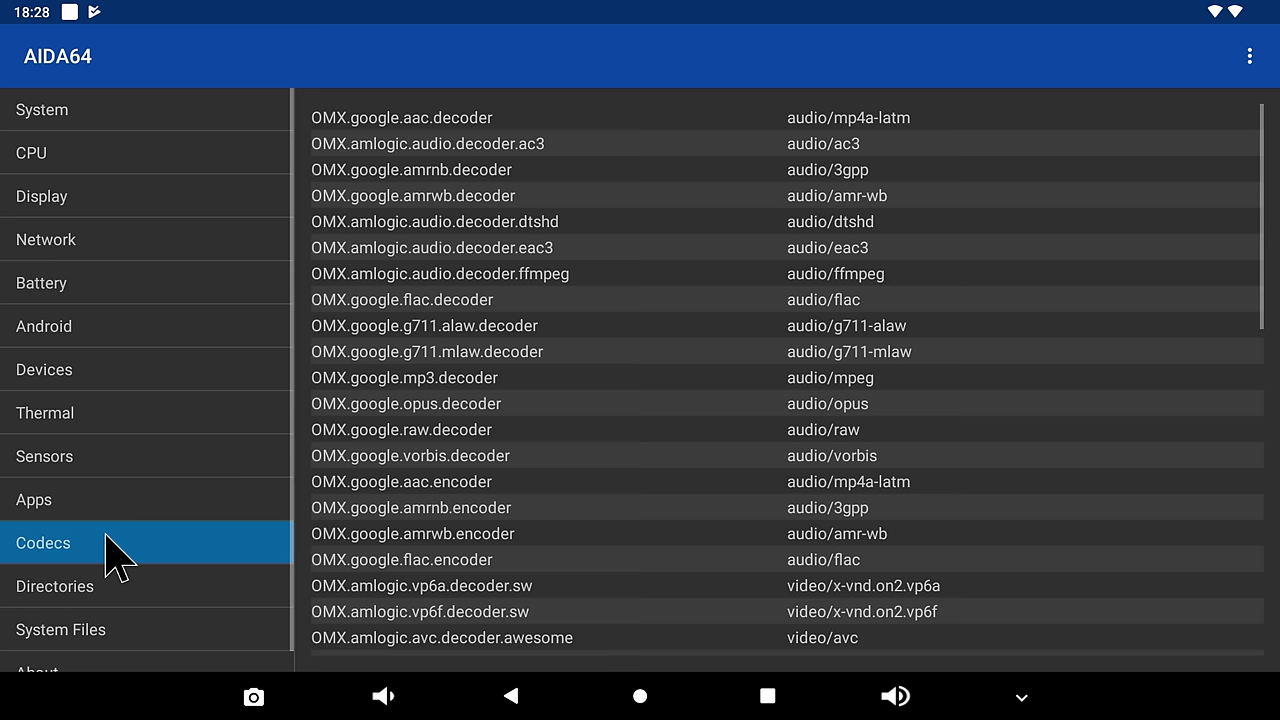 18:28
AIDA64
System
CPU
Display
Network
Battery
Android
Devices
Thermal
Sensors
Apps
Codecs
Directories
System Files
About
OMX.google.aac.decoder audio/mp4a-latm
OMX.amlogic.audio.decoder.ac3 audio/ac3
OMX.google.amrnb.decoder audio/3gpp
OMX.google.amrwb.decoder audio/amr-wb
OMX.amlogic.audio.decoder.dtshd audio/dtshd
OMX.amlogic.audio.decoder.eac3 audio/eac3
OMX.amlogic.audio.decoder.ffmpeg audio/ffmpeg
OMX.google.flac.decoder audio/flac
OMX.google.g711.alaw.decoder audio/g711-alaw
OMX.google.g711.mlaw.decoder audio/g711-mlaw
OMX.google.mp3.decoder audio/mpeg
OMX.google.opus.decoder audio/opus
OMX.google.raw.decoder audio/raw
OMX.google.vorbis.decoder audio/vorbis
OMX.google.aac.encoder audio/mp4a-latm
OMX.google.amrnb.encoder audio/3gpp
OMX.google.amrwb.encoder audio/amr-wb
OMX.google.flac.encoder audio/flac
OMX.amlogic.vp6a.decoder.sw video/x-vnd.on2.vp6a
OMX.amlogic.vp6f.decoder.sw video/x-vnd.on2.vp6f
OMX.amlogic.avc.decoder.awesome video/avc